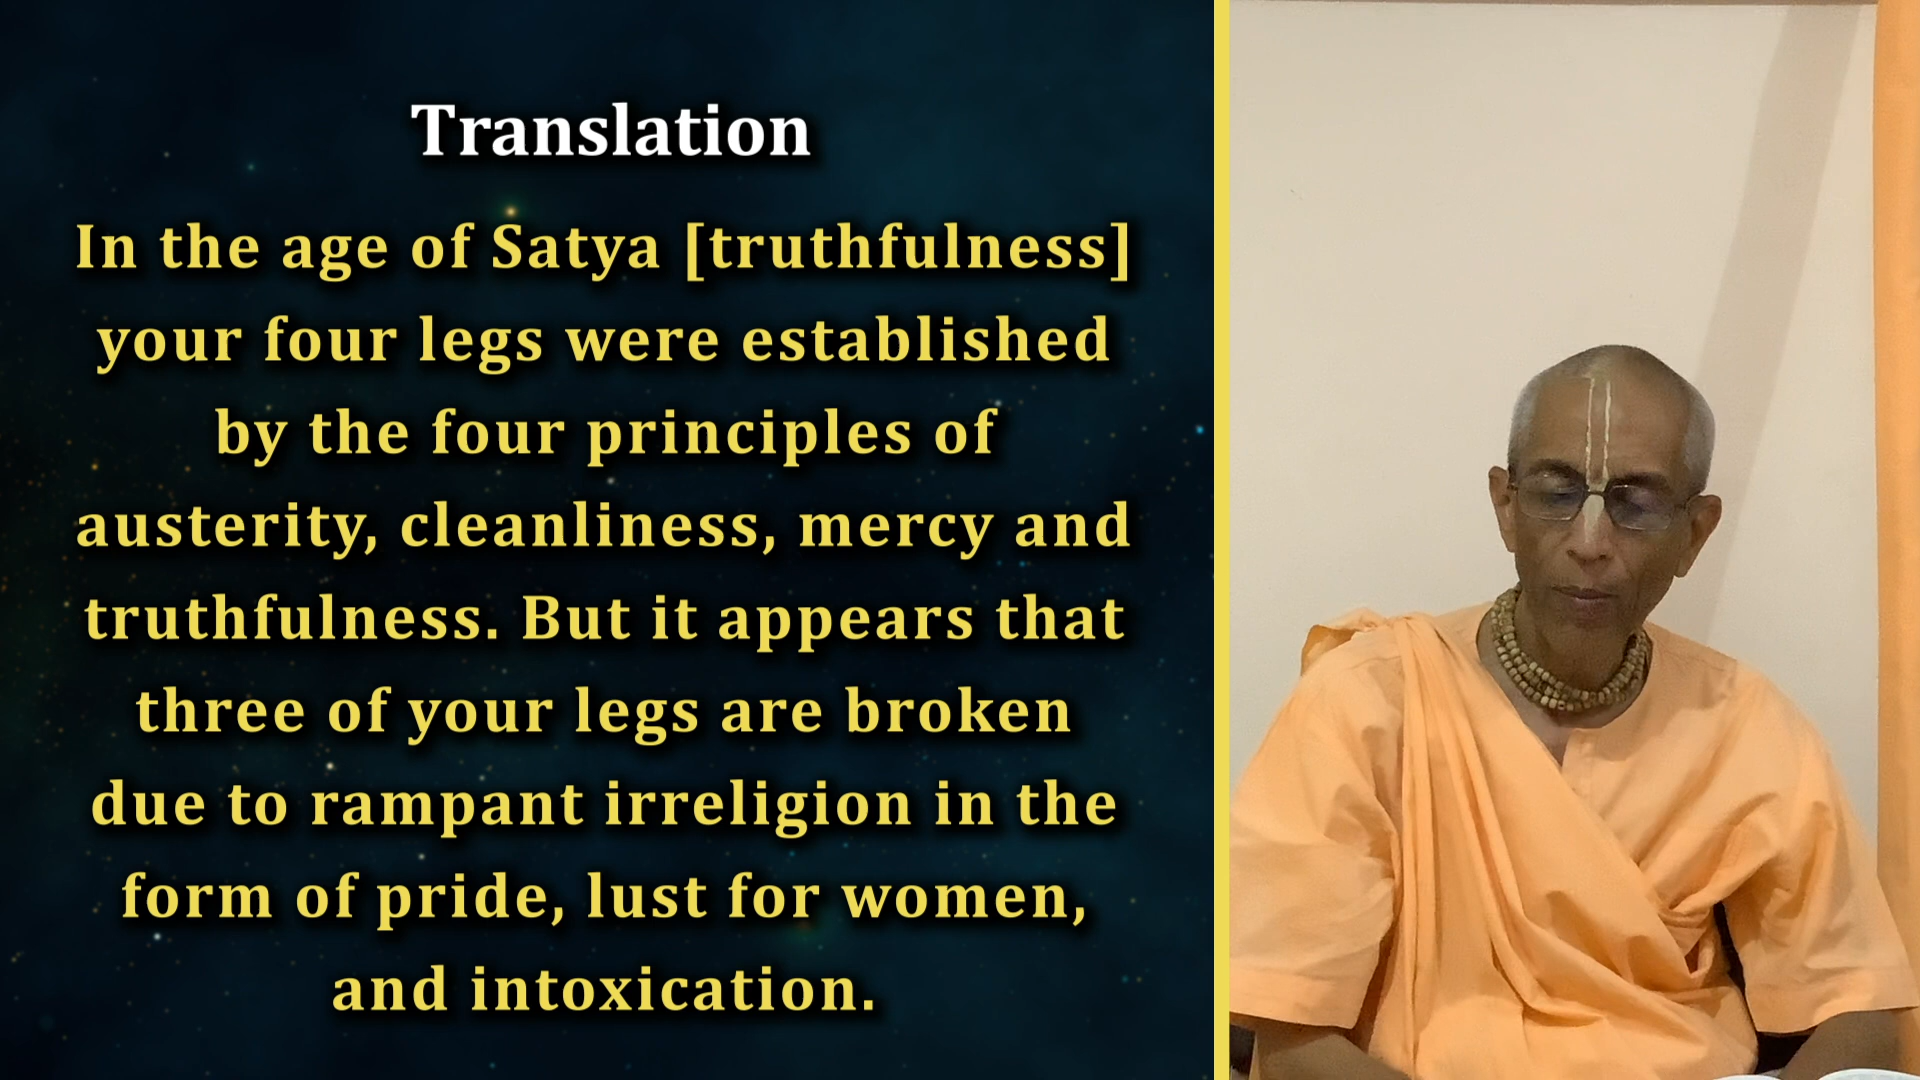 Translation
In the age of Satya [truthfulness]
your four legs were established
by the four principles of
austerity, cleanliness, mercy and
truthfulness. But it appears that
three of your legs are broken
due to rampant irreligion in the
form of pride, lust for women,
and intoxication.